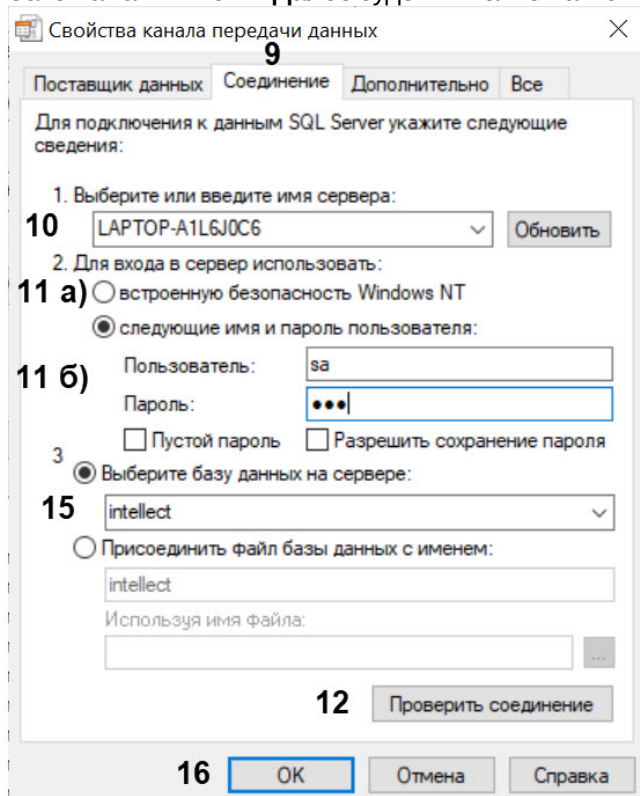 Свойства канала передачи данных
9
Поставщик данных Соединение Дополнительно Все
Для подключения к данным SQL Server укажите следующие
сведения:
1. Выберите или введите имя сервера:
10 LAPTOP-A1L6J0C6 Обновить
2. Для входа в сервер использовать:
11 а) встроенную безопасность Windows NT
следующие имя и пароль пользователя:
Пользователь: sa
11 б)
Пароль: •••
Пустой пароль Разрешить сохранение пароля
3
Выберите базу данных на сервере:
15 intellect
Присоединить файл базы данных с именем:
intellect
Используя имя файла:
...
12 Проверить соединение
16 OK Отмена Справка